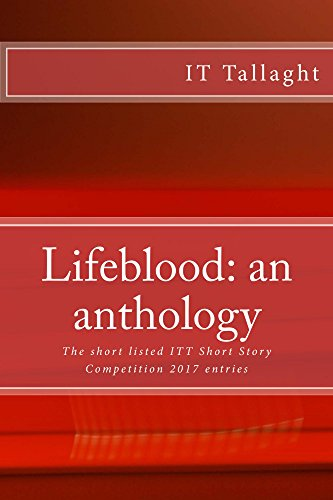 IT Tallaght
Lifeblood: an
anthology
The short listed ITT Short Story
Competition 2017 entries